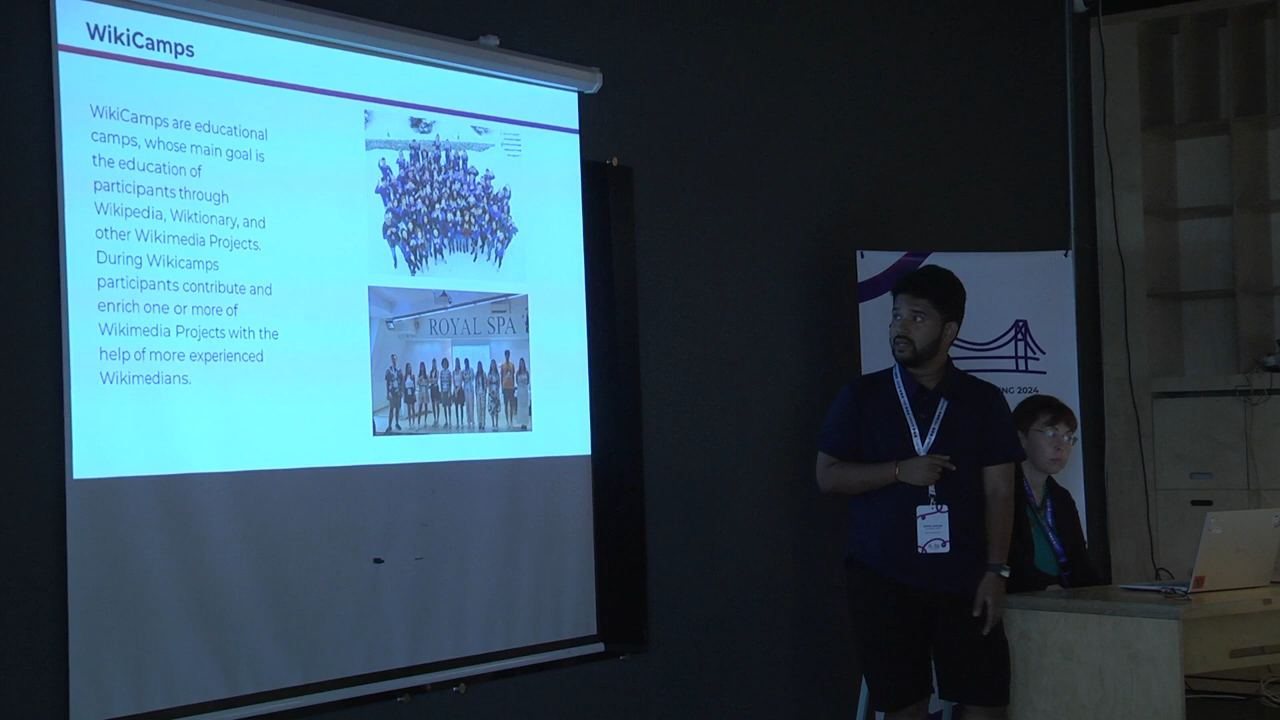 WikiCamps
WikiCamps are educational
camps, whose main goal is
the education of
participants through
Wikipedia, Wiktionary, and
other Wikimedia Projects.
During Wikicamps
participants contribute and
enrich one or more of
Wikimedia Projects with the
help of more experienced
Wikimedians.
ROYAL SPA
2024